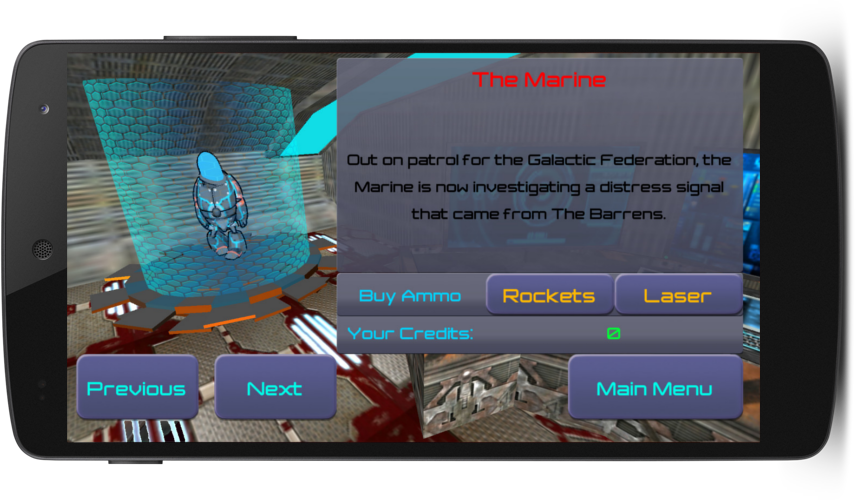 The Marine
Out on patrol for the Galactic Federation, the
Marine is now investigating a distress signal
that came from The Barrens.
Buy Ammo Rockets Laser
Your Credits: 0
Previous Next Main Menu